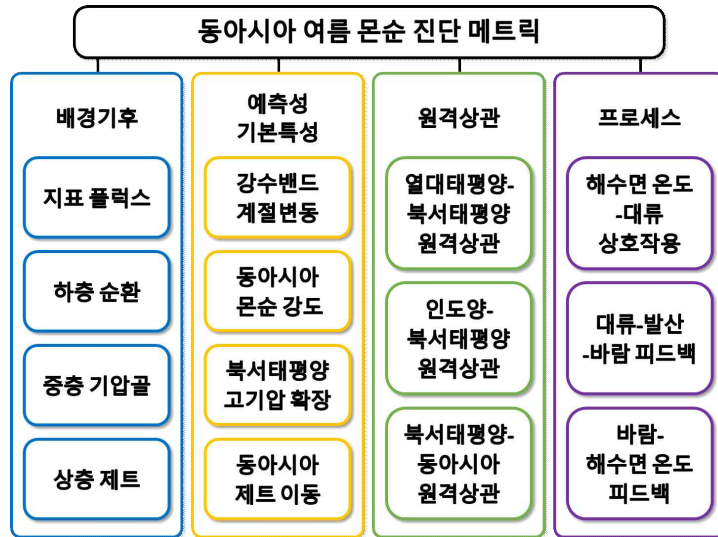 동아시아 여름 몬순 진단 메트릭
배경기후
지표 플럭스
하층 순환
중층 기압골
상층 제트
예측성
기본특성
강수밴드
계절변동
동아시아
몬순 강도
북서태평양
고기압 확장
동아시아
제트 이동
원격상관
열대태평양-
북서태평양
원격상관
인도양-
북서태평양
원격상관
북서태평양-
동아시아
원격상관
프로세스
해수면 온도
-대류
상호작용
대류-발산
-바람 피드백
바람-
해수면 온도
피드백